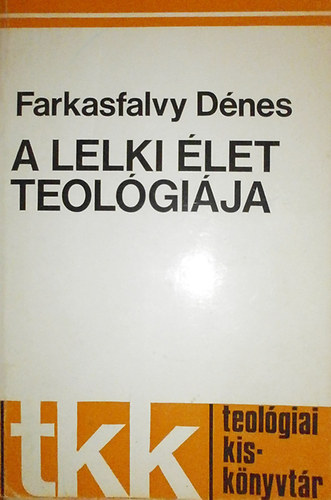 Farkasfalvy Dénes
A LELKI ÉLET
TEOLÓGIÁJA
tkk
teológiai
kis-
könyvtár